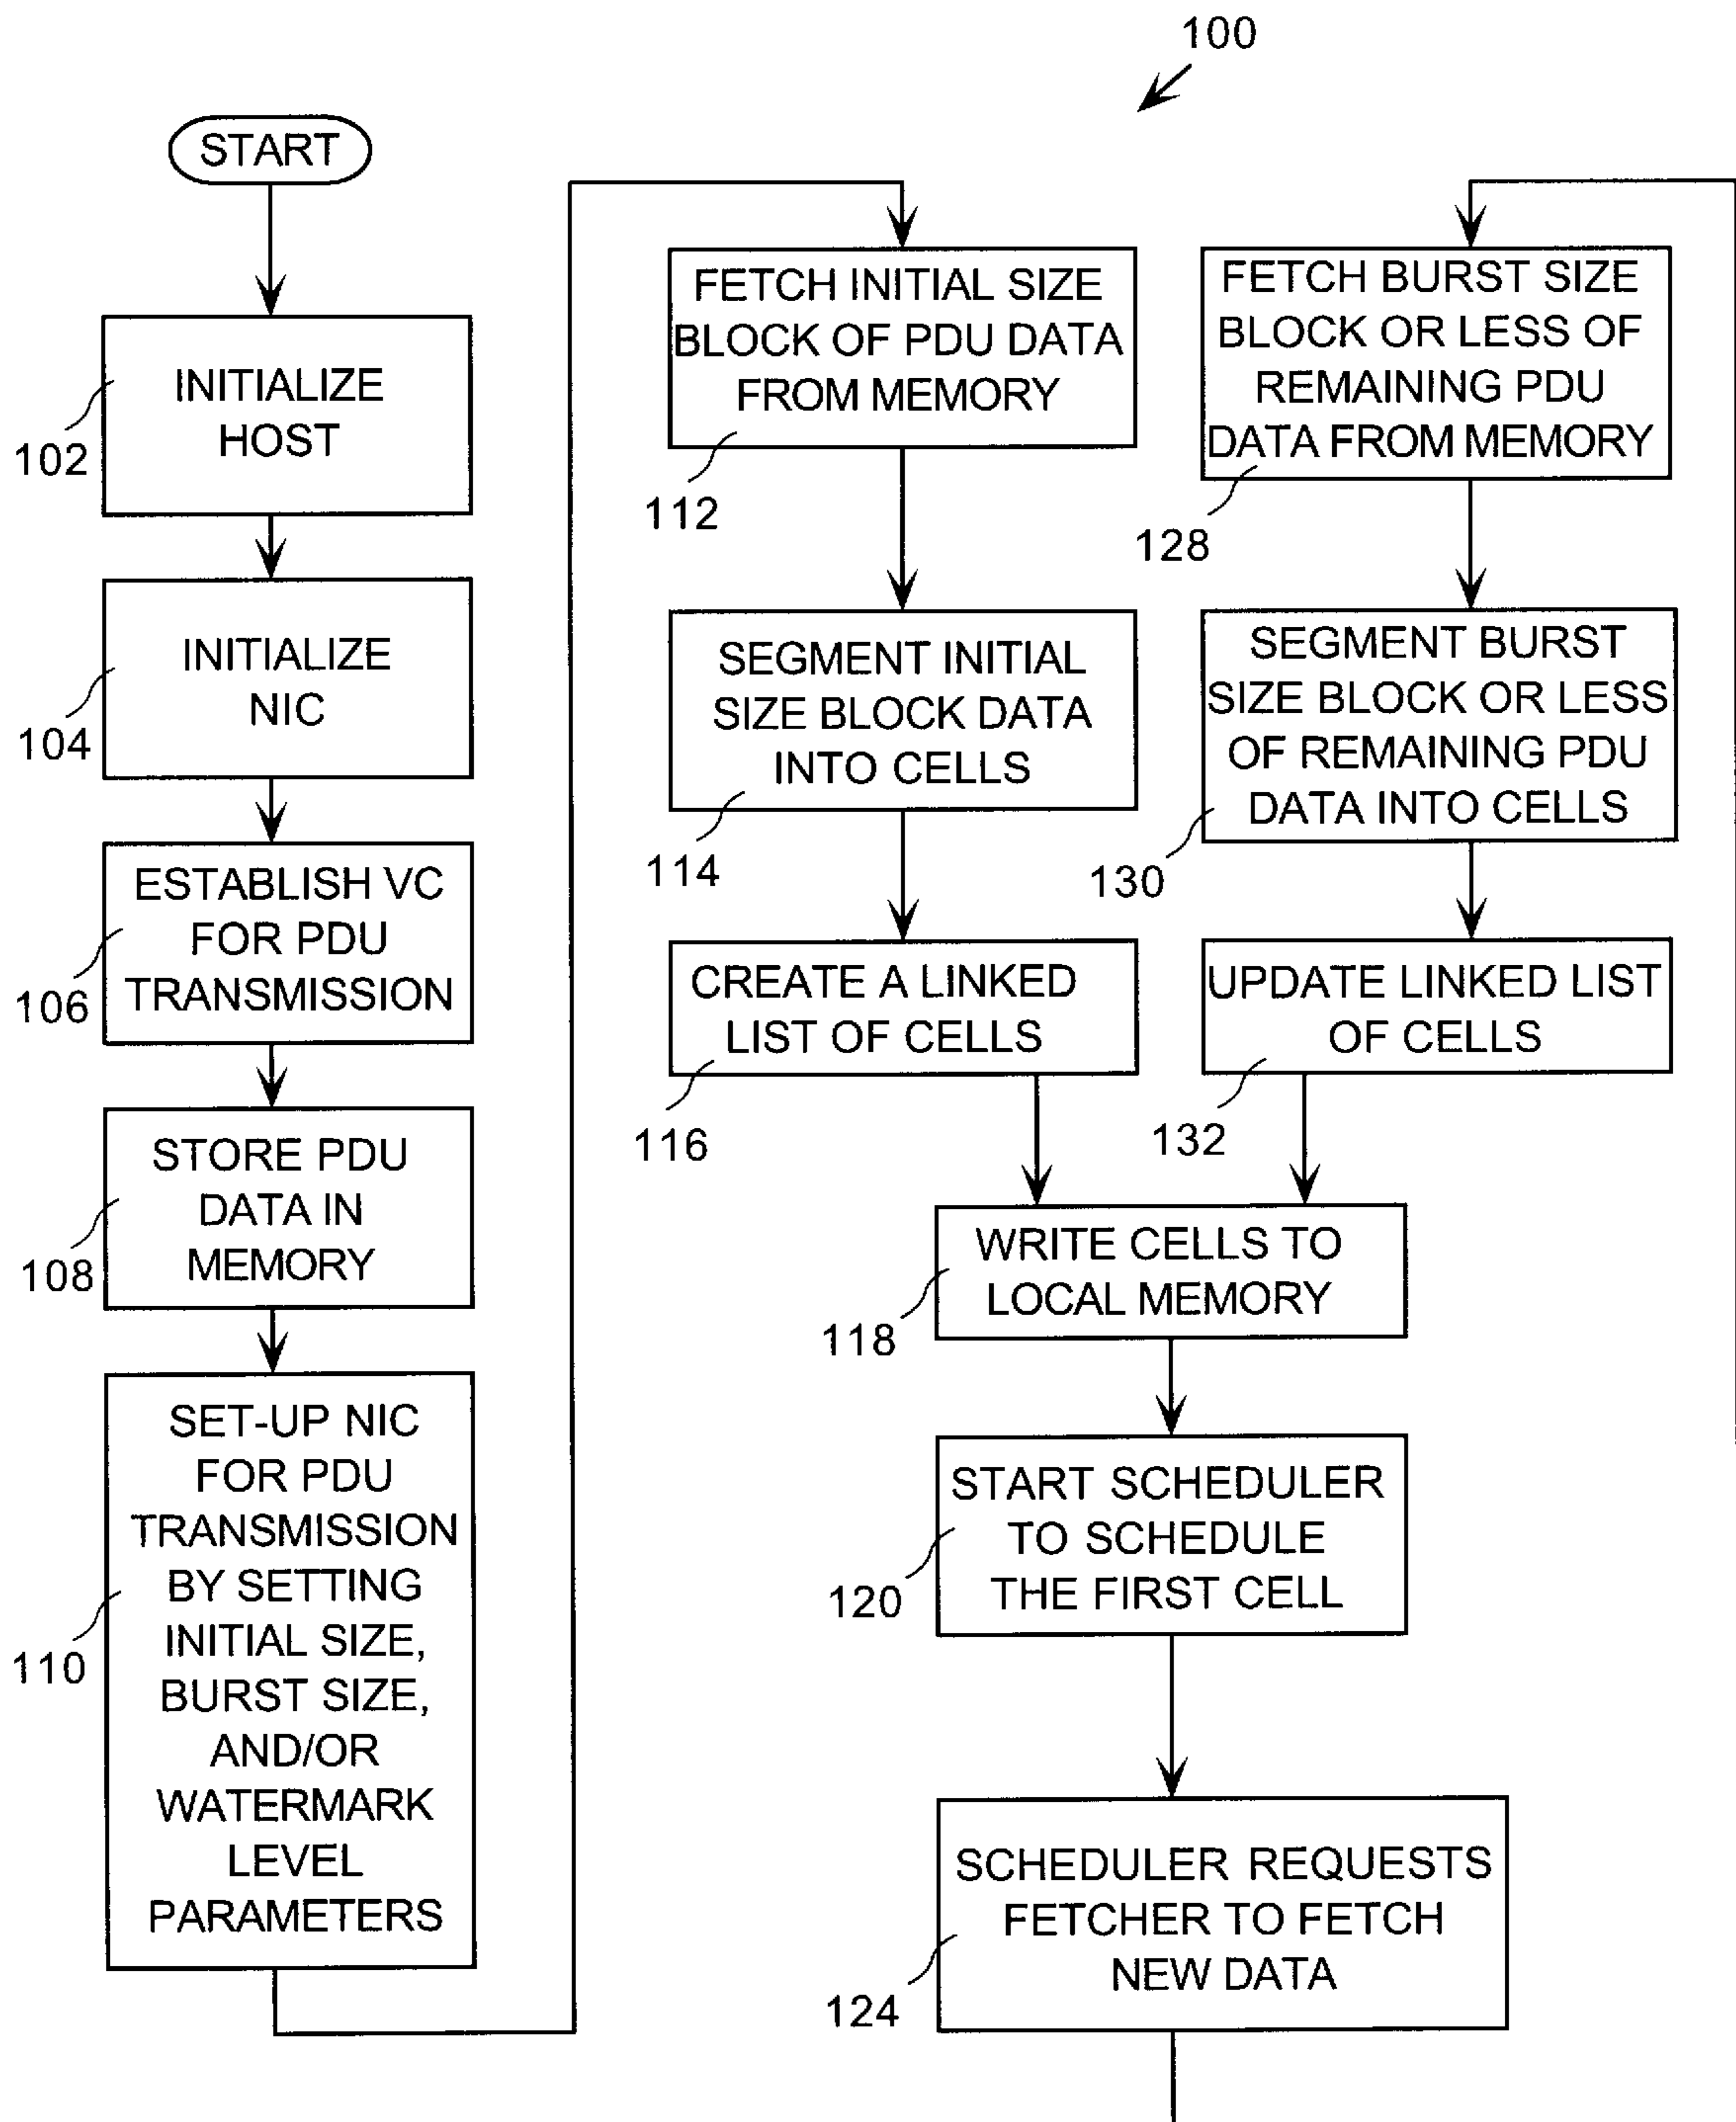 100
START
INITIALIZE
HOST
102
INITIALIZE
NIC
104
ESTABLISH VC
FOR PDU
TRANSMISSION
106
STORE PDU
DATA IN
MEMORY
108
SET-UP NIC
FOR PDU
TRANSMISSION
BY SETTING
INITIAL SIZE,
BURST SIZE,
AND/OR
WATERMARK
LEVEL
PARAMETERS
110
FETCH INITIAL SIZE
BLOCK OF PDU DATA
FROM MEMORY
112
SEGMENT INITIAL
SIZE BLOCK DATA
INTO CELLS
114
CREATE A LINKED
LIST OF CELLS
116
FETCH BURST SIZE
BLOCK OR LESS OF
REMAINING PDU
DATA FROM MEMORY
128
SEGMENT BURST
SIZE BLOCK OR LESS
OF REMAINING PDU
DATA INTO CELLS
130
UPDATE LINKED LIST
OF CELLS
132
WRITE CELLS TO
LOCAL MEMORY
118
START SCHEDULER
TO SCHEDULE
THE FIRST CELL
120
SCHEDULER REQUESTS
FETCHER TO FETCH
NEW DATA
124